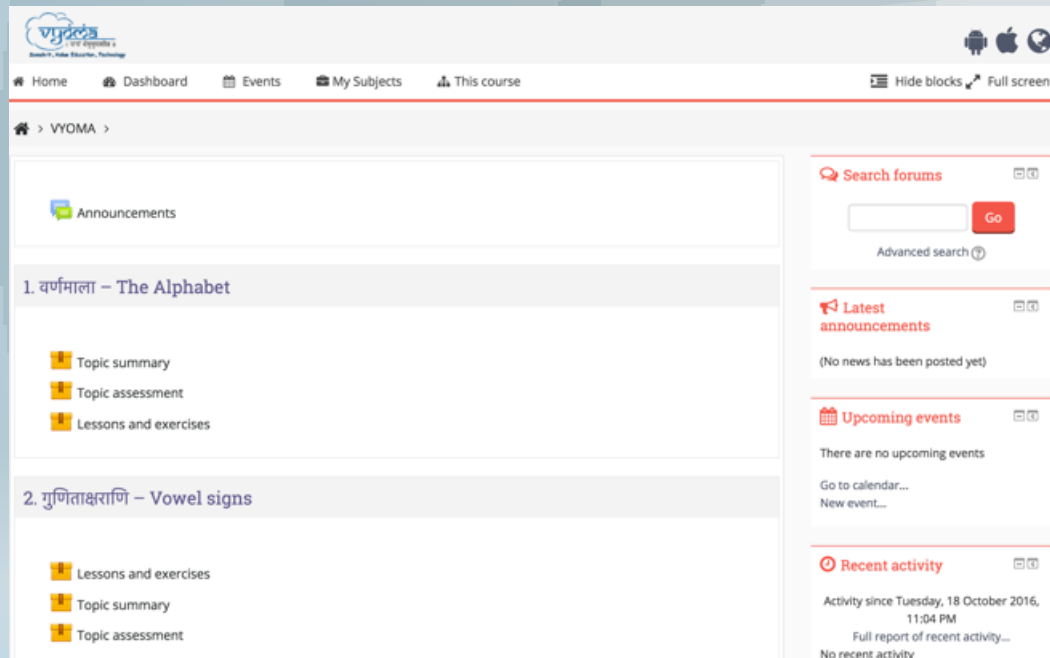 vyoma
Sanskrit, Value Education, Technology
Home Dashboard Events My Subjects This course Hide blocks Full screen
> VYOMA >
Announcements
1. वर्णमाला – The Alphabet
Topic summary
Topic assessment
Lessons and exercises
2. गुणिताक्षराणि – Vowel signs
Lessons and exercises
Topic summary
Topic assessment
Search forums
Go
Advanced search
Latest
announcements
(No news has been posted yet)
Upcoming events
There are no upcoming events
Go to calendar...
New event...
Recent activity
Activity since Tuesday, 18 October 2016,
11:04 PM
Full report of recent activity...
No recent activity